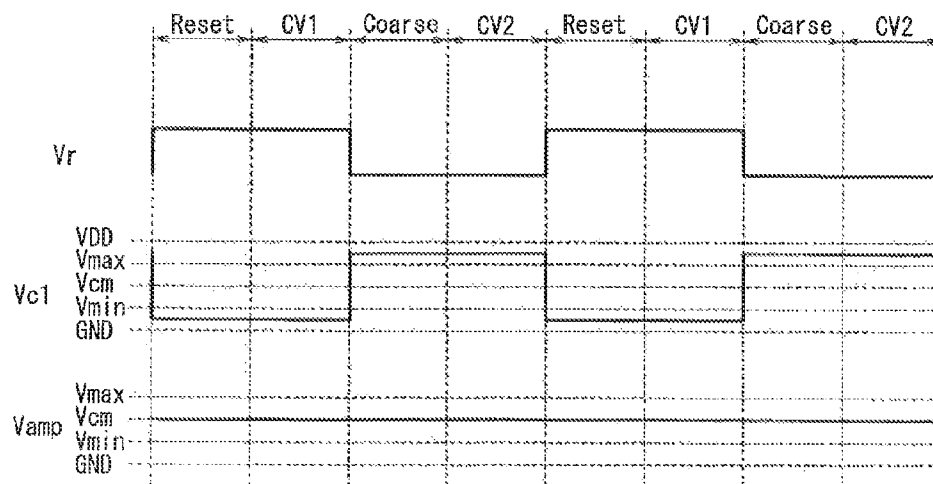 Reset CV1 Coarse CV2 Reset CV1 Coarse CV2
Vr
VDD
Vmax
Vcm
Vc1
Vmin
GND
Vmax
Vcm
Vamp
Vmin
GND